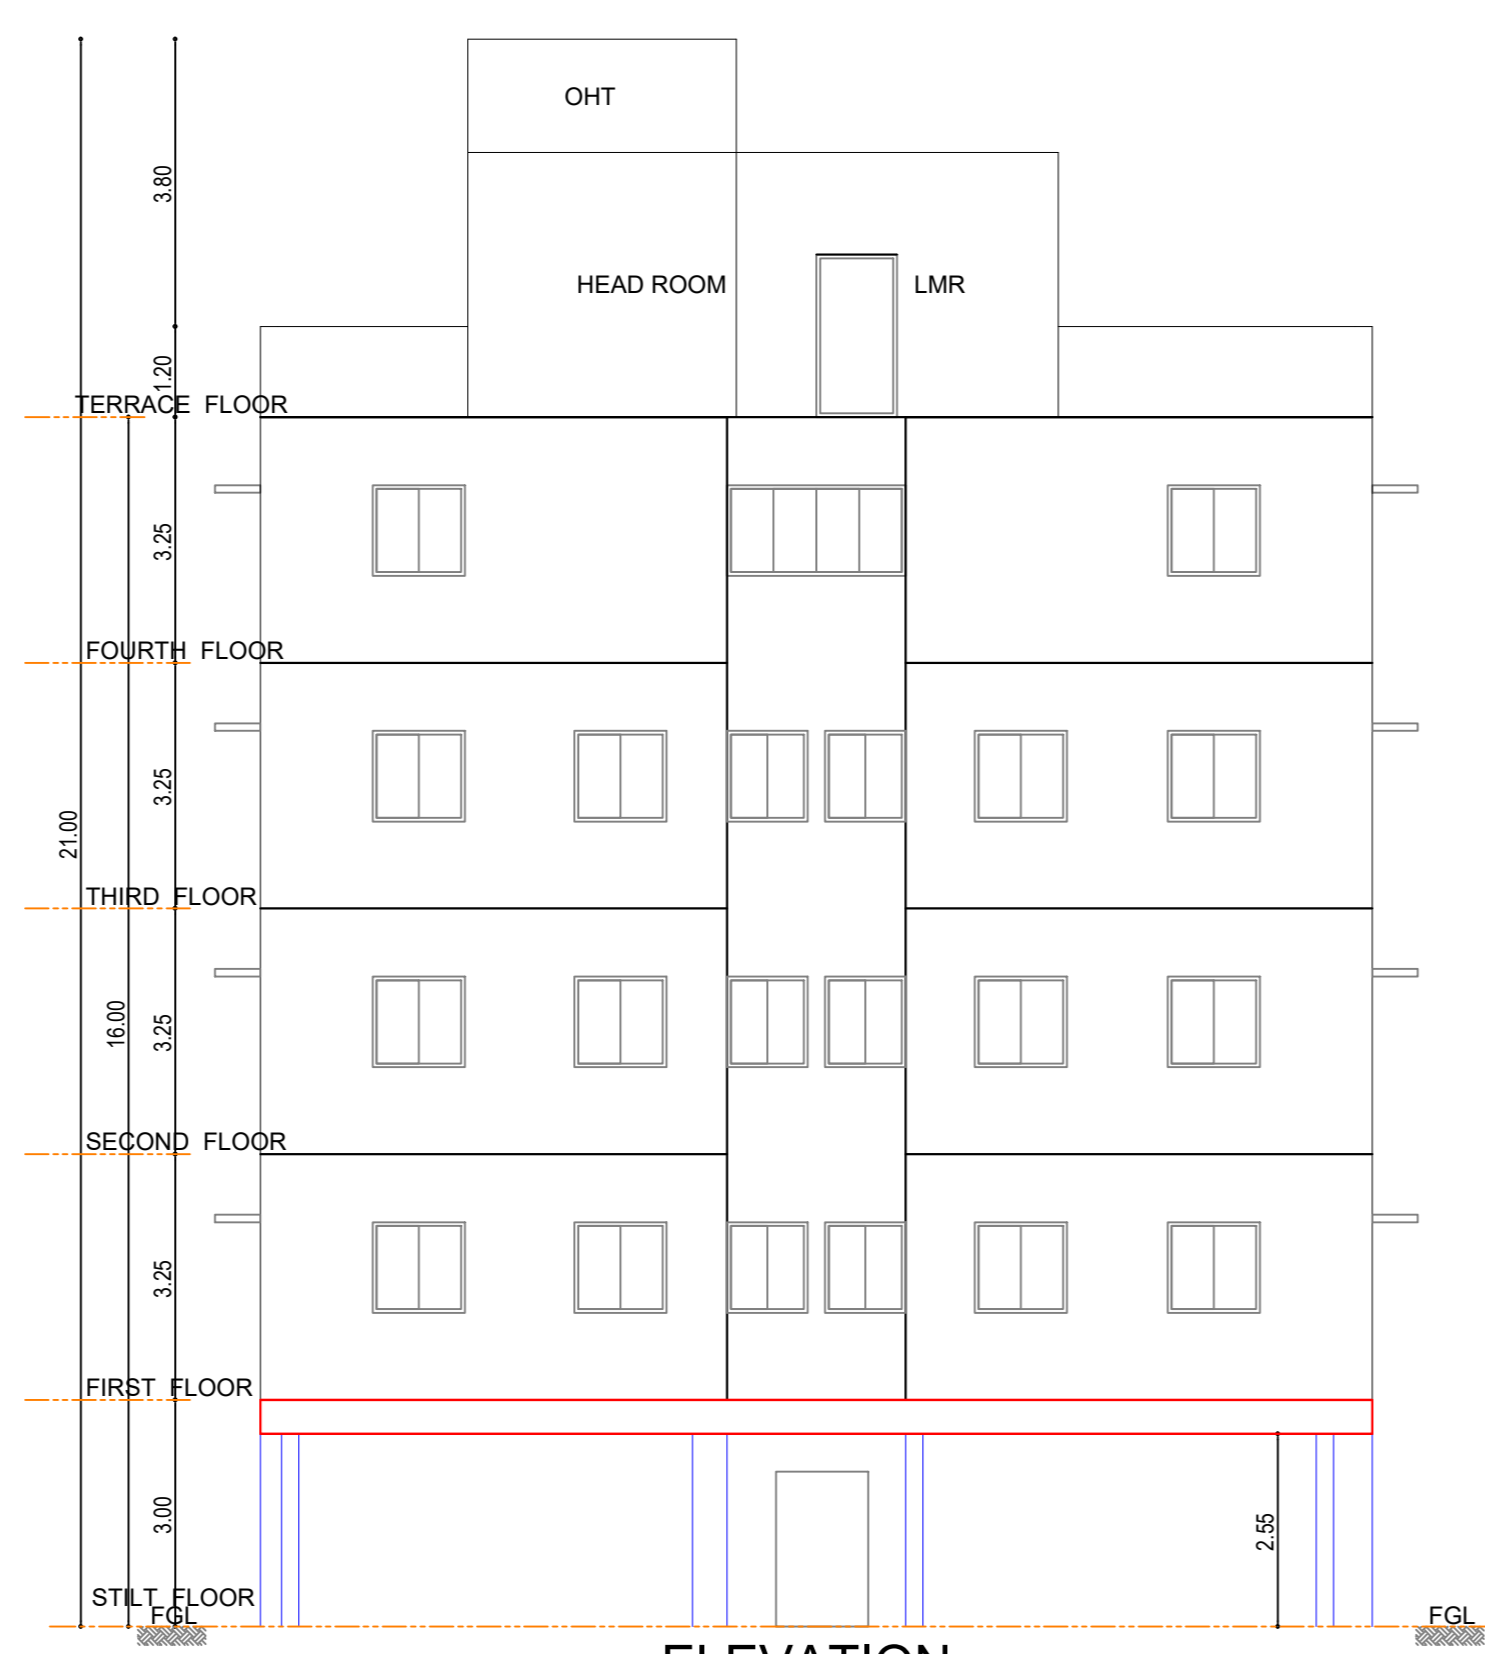 OHT
3.80
HEAD ROOM
LMR
1.20
TERRACE FLOOR
3.25
FOURTH FLOOR
3.25
21.00
THIRD FLOOR
16.00
3.25
SECOND FLOOR
3.25
FIRST FLOOR
3.00
2.55
STILT FLOOR
FGL
FGL
ELEVATION